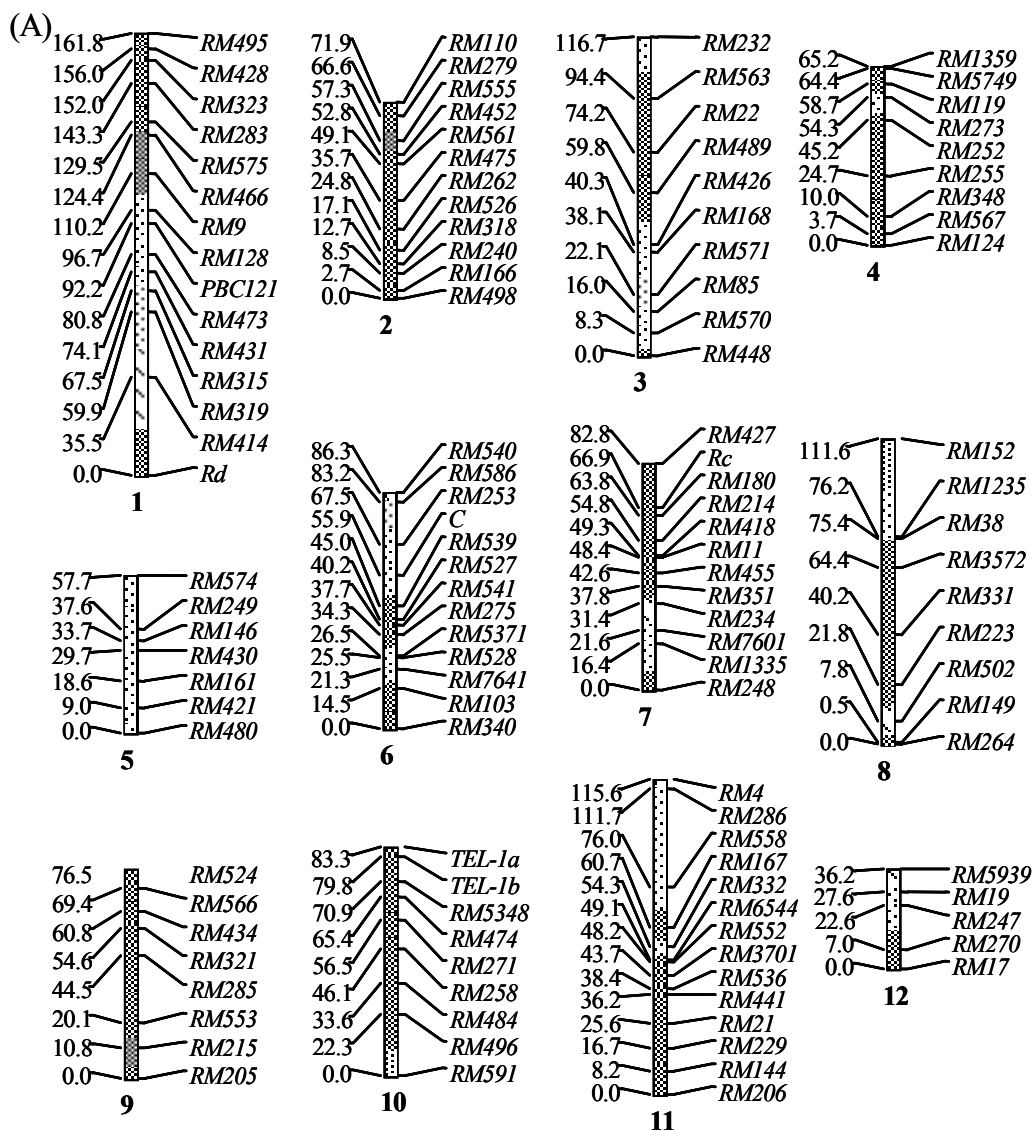 (A)
161.8 RM495
156.0 RM428
152.0 RM323
143.3 RM283
129.5 RM575
124.4 RM466
110.2 RM9
96.7 RM128
92.2 PBC121
80.8 RM473
74.1 RM431
67.5 RM315
59.9 RM319
35.5 RM414
0.0 Rd
1
71.9 RM110
66.6 RM279
57.3 RM555
52.8 RM452
49.1 RM561
35.7 RM475
24.8 RM262
17.1 RM526
12.7 RM318
8.5 RM240
2.7 RM166
0.0 RM498
2
116.7 RM232
94.4 RM563
74.2 RM22
59.8 RM489
40.3 RM426
38.1 RM168
22.1 RM571
16.0 RM85
8.3 RM570
0.0 RM448
3
65.2 RM1359
64.4 RM5749
58.7 RM119
54.3 RM273
45.2 RM252
24.7 RM255
10.0 RM348
3.7 RM567
0.0 RM124
4
57.7 RM574
37.6 RM249
33.7 RM146
29.7 RM430
18.6 RM161
9.0 RM421
0.0 RM480
5
86.3 RM540
83.2 RM586
67.5 RM253
55.9 C
45.0 RM539
40.2 RM527
37.7 RM541
34.3 RM275
26.5 RM5371
25.5 RM528
21.3 RM7641
14.5 RM103
0.0 RM340
6
82.8 RM427
66.9 Rc
63.8 RM180
54.8 RM214
49.3 RM418
48.4 RM11
42.6 RM455
37.8 RM351
31.4 RM234
21.6 RM7601
16.4 RM1335
0.0 RM248
7
111.6 RM152
76.2 RM1235
75.4 RM38
64.4 RM3572
40.2 RM331
21.8 RM223
7.8 RM502
0.5 RM149
0.0 RM264
8
76.5 RM524
69.4 RM566
60.8 RM434
54.6 RM321
44.5 RM285
20.1 RM553
10.8 RM215
0.0 RM205
9
83.3 TEL-1a
79.8 TEL-1b
70.9 RM5348
65.4 RM474
56.5 RM271
46.1 RM258
33.6 RM484
22.3 RM496
0.0 RM591
10
115.6 RM4
111.7 RM286
76.0 RM558
60.7 RM167
54.3 RM332
49.1 RM6544
48.2 RM552
43.7 RM3701
38.4 RM536
36.2 RM441
25.6 RM21
16.7 RM229
8.2 RM144
0.0 RM206
11
36.2 RM5939
27.6 RM19
22.6 RM247
7.0 RM270
0.0 RM17
12